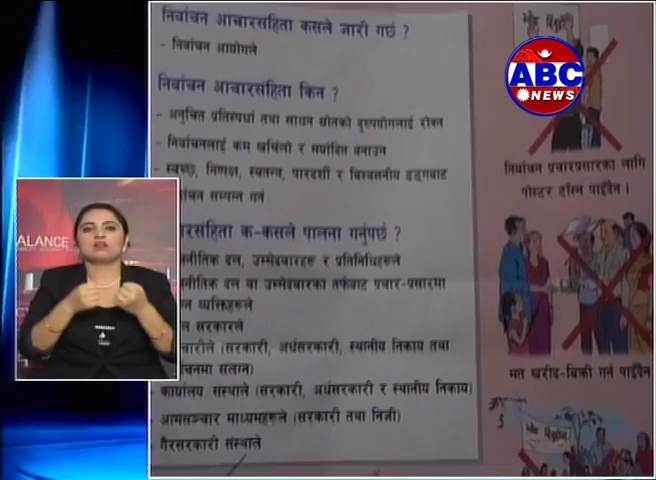 निर्वाचन आचारसंहिता कसले जारी गर्छ ?
- निर्वाचन आयोगले
निर्वाचन आचारसंहिता किन ?
- अनुचित प्रतिस्पर्धा तथा साधन स्रोतको दुरुपयोगलाई रोक्न
- निर्वाचनलाई कम खर्चिलो र मर्यादित बनाउन
- स्वच्छ, निष्पक्ष, स्वतन्त्र, पारदर्शी र विश्वसनीय ढङ्गबाट
सम्पन्न गर्न
क-कसले पालना गर्नुपर्छ ?
दल, उम्मेदवारहरू र प्रतिनिधिहरूले
दल वा उम्मेदवारका तर्फबाट प्रचार-प्रसारमा
व्यक्तिहरूले
सरकारले
(सरकारी, अर्धसरकारी, स्थानीय निकाय तथा
संलग्न)
- कार्यालय संस्थाले (सरकारी, अर्धसरकारी र स्थानीय निकाय)
- आमसञ्चार माध्यमहरूले (सरकारी तथा निजी)
- गैरसरकारी संस्थाले
ABC
NEWS
निर्वाचन प्रचारप्रसारका लागि
पोस्टर टाँस्न पाइँदैन ।
मत खरीद-बिक्री गर्न पाइँदैन
ALANCE